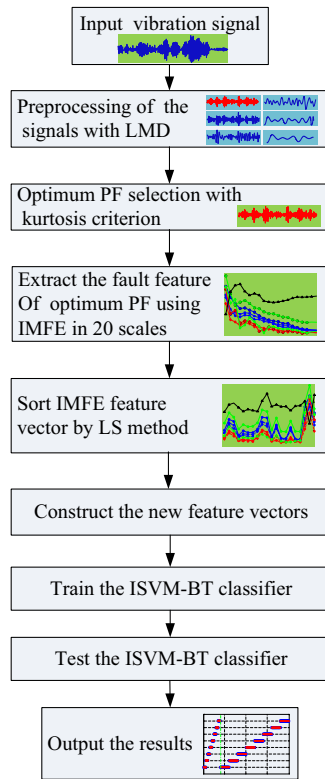 Input vibration signal
Preprocessing of the
signals with LMD
Optimum PF selection with
kurtosis criterion
Extract the fault feature
Of optimum PF using
IMFE in 20 scales
Sort IMFE feature
vector by LS method
Construct the new feature vectors
Train the ISVM-BT classifier
Test the ISVM-BT classifier
Output the results